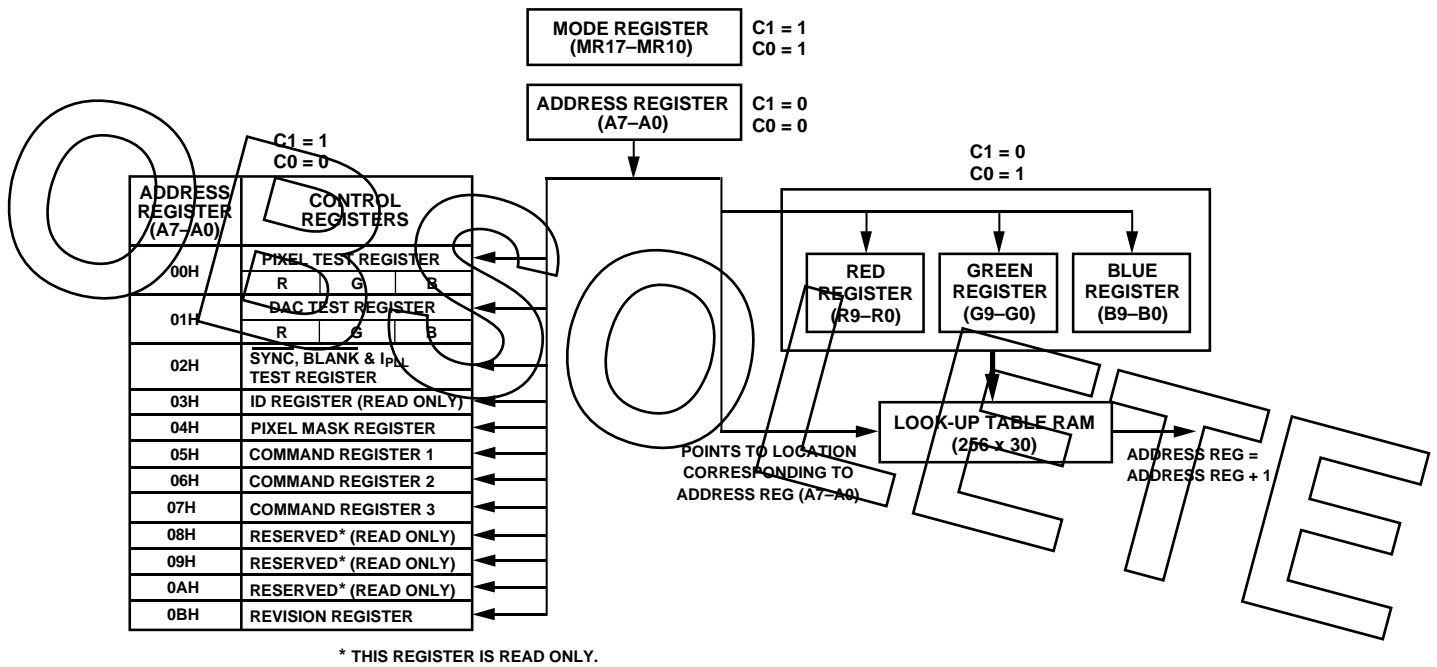 MODE REGISTER
(MR17–MR10)
C1 = 1
C0 = 1
ADDRESS REGISTER
(A7–A0)
C1 = 0
C0 = 0
C1 = 1
C0 = 0
ADDRESS
REGISTER
(A7–A0)
CONTROL
REGISTERS
00H
PIXEL TEST REGISTER
R G B
01H
DAC TEST REGISTER
R G B
02H
SYNC, BLANK & IPLL
TEST REGISTER
03H ID REGISTER (READ ONLY)
04H PIXEL MASK REGISTER
05H COMMAND REGISTER 1
06H COMMAND REGISTER 2
07H COMMAND REGISTER 3
08H RESERVED* (READ ONLY)
09H RESERVED* (READ ONLY)
0AH RESERVED* (READ ONLY)
0BH REVISION REGISTER
* THIS REGISTER IS READ ONLY.
C1 = 0
C0 = 1
RED
REGISTER
(R9–R0)
GREEN
REGISTER
(G9–G0)
BLUE
REGISTER
(B9–B0)
LOOK-UP TABLE RAM
(256 x 30)
POINTS TO LOCATION
CORRESPONDING TO
ADDRESS REG (A7–A0)
ADDRESS REG =
ADDRESS REG + 1
OBSOLETE